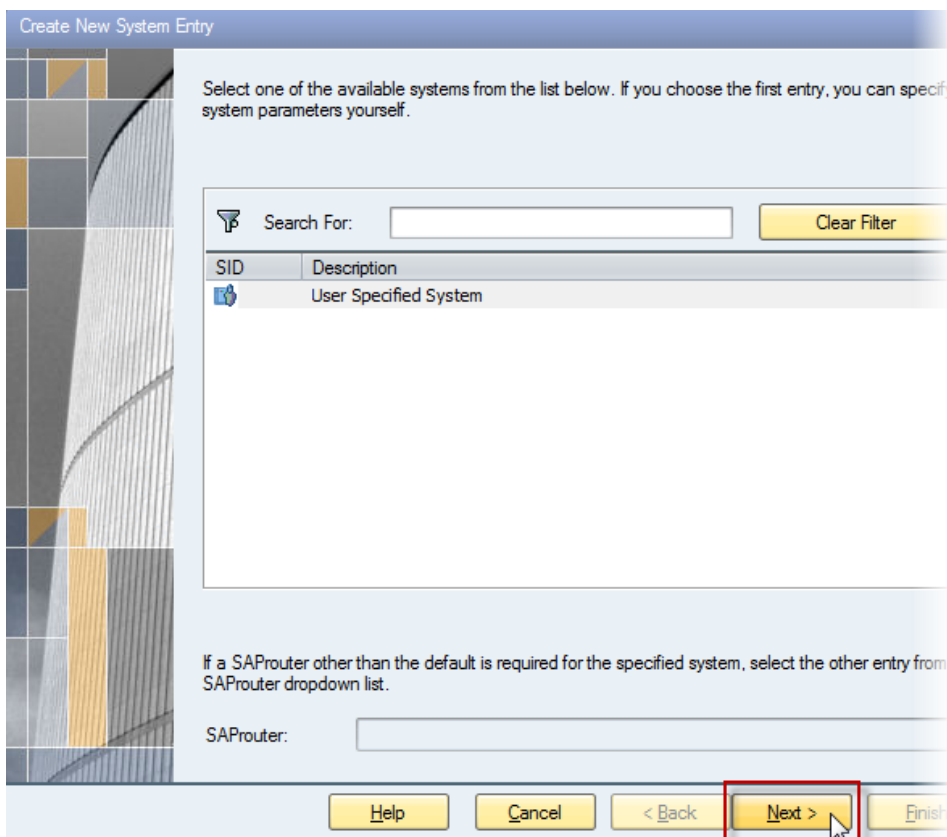 Create New System Entry
Select one of the available systems from the list below. If you choose the first entry, you can specify
system parameters yourself.
Search For:
Clear Filter
SID Description
User Specified System
If a SAProuter other than the default is required for the specified system, select the other entry from
SAProuter dropdown list.
SAProuter:
Help Cancel < Back Next > Finish